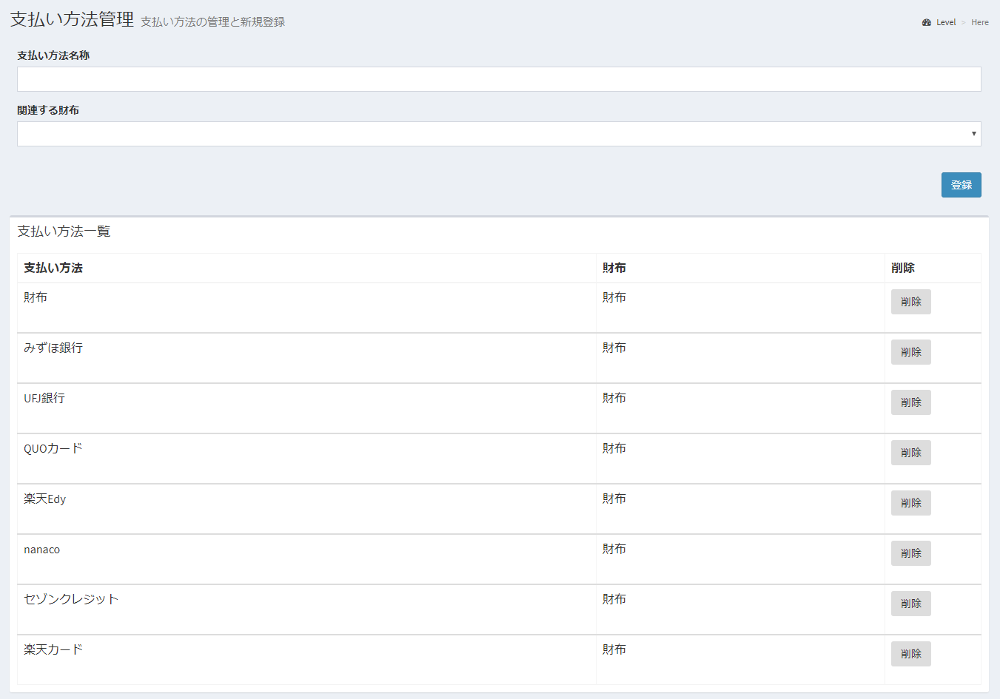 支払い方法管理 支払い方法の管理と新規登録
Level > Here
支払い方法名称
関連する財布
登録
支払い方法一覧
支払い方法 財布 削除
財布 財布 削除
みずほ銀行 財布 削除
UFJ銀行 財布 削除
QUOカード 財布 削除
楽天Edy 財布 削除
nanaco 財布 削除
セゾンクレジット 財布 削除
楽天カード 財布 削除